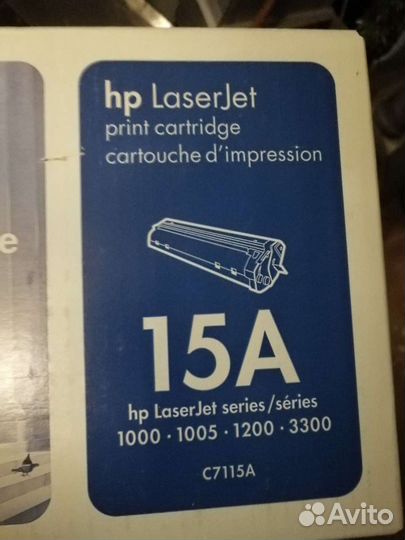 hp LaserJet
print cartridge
cartouche d'impression
e
15A
hp LaserJet series/séries
1000 · 1005 · 1200 · 3300
C7115A
Avito